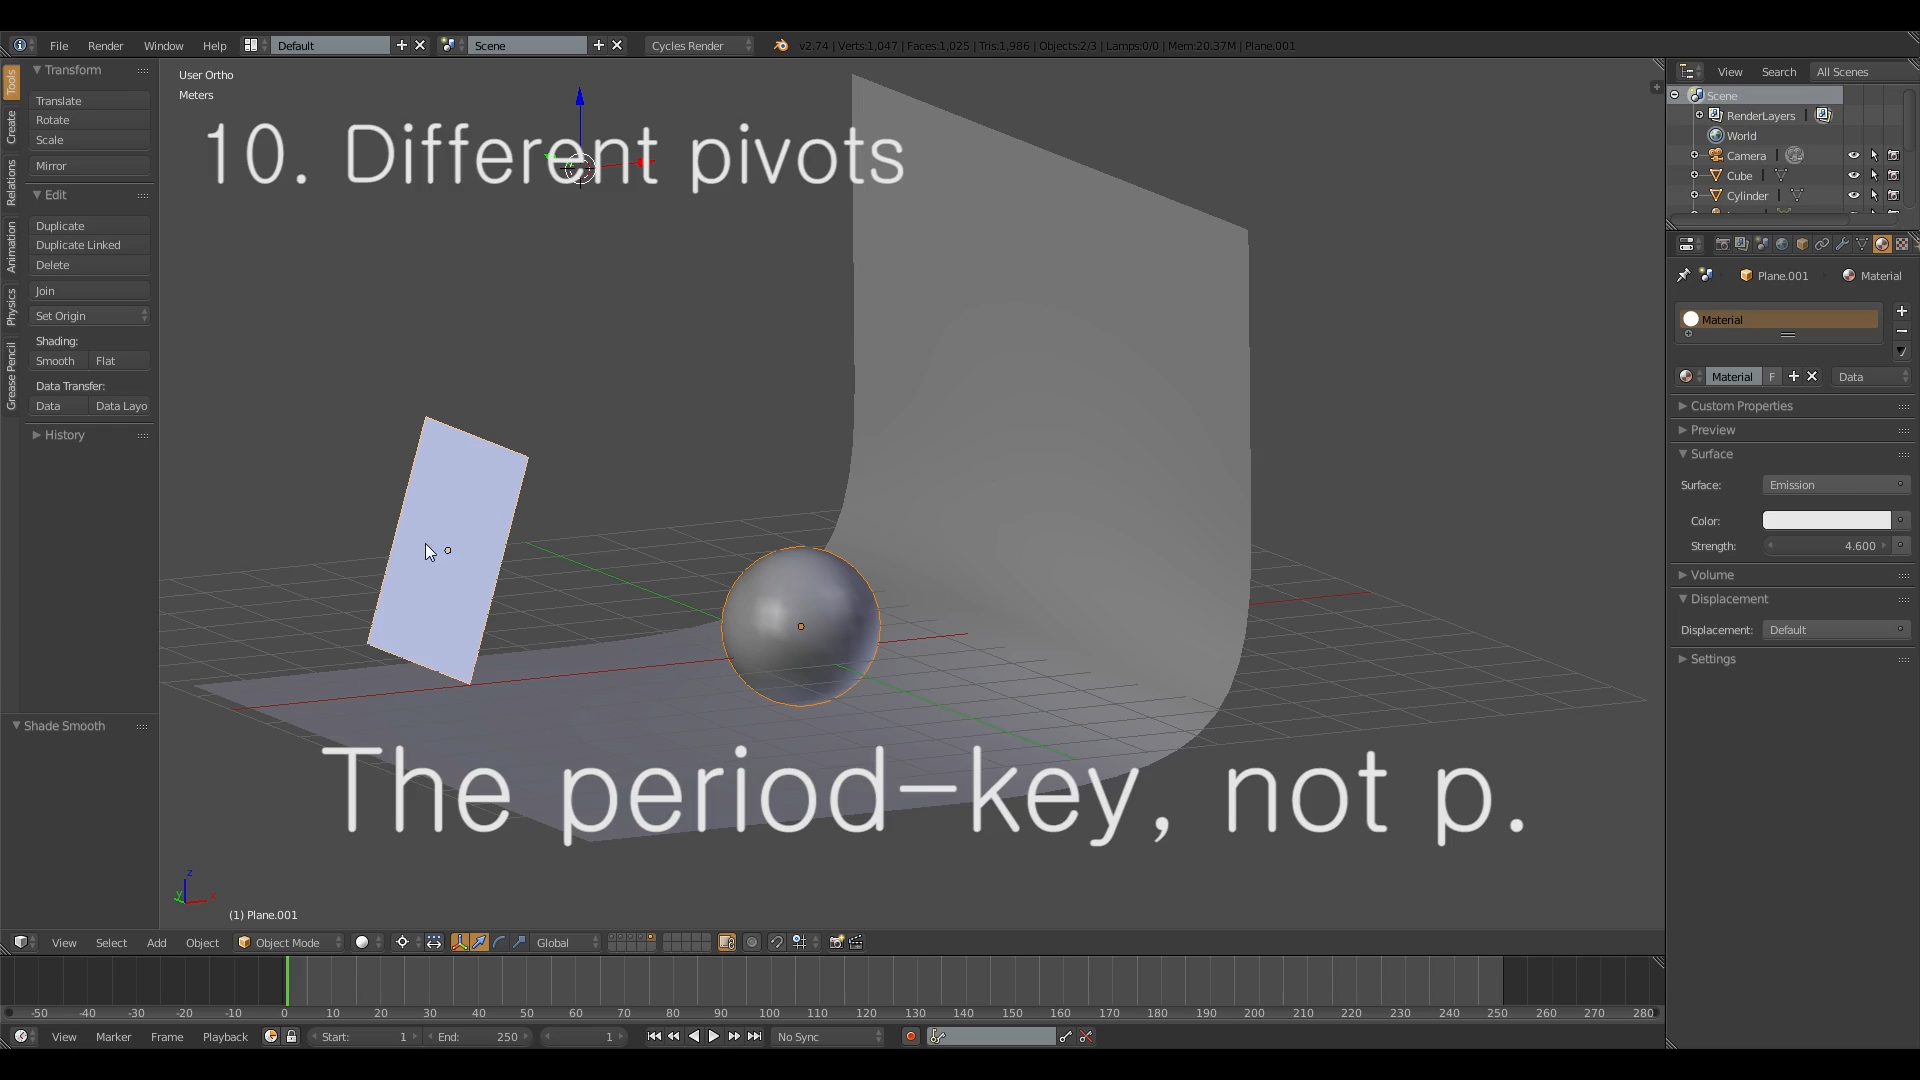 File Render Window Help Default Scene Cycles Render v2.74 | Verts:1,047 | Faces:1,025 | Tris:1,986 | Objects:2/3 | Lamps:0/0 | Mem:20.37M | Plane.001
Tools
Create
Relations
Animation
Physics
Grease Pencil
Transform
Translate
Rotate
Scale
Mirror
Edit
Duplicate
Duplicate Linked
Delete
Join
Set Origin
Shading:
Smooth Flat
Data Transfer:
Data Data Layo
History
Shade Smooth
User Ortho
Meters
10. Different pivots
The period-key, not p.
z
y x
(1) Plane.001
View Search All Scenes
Scene
RenderLayers |
World
Camera |
Cube |
Cylinder |
Plane.001 Material
Material
Material F Data
Custom Properties
Preview
Surface
Surface: Emission
Color:
Strength: 4.600
Volume
Displacement
Displacement: Default
Settings
View Select Add Object Object Mode Global
-50 -40 -30 -20 -10 0 10 20 30 40 50 60 70 80 90 100 110 120 130 140 150 160 170 180 190 200 210 220 230 240 250 260 270 280
View Marker Frame Playback Start: 1 End: 250 1 No Sync